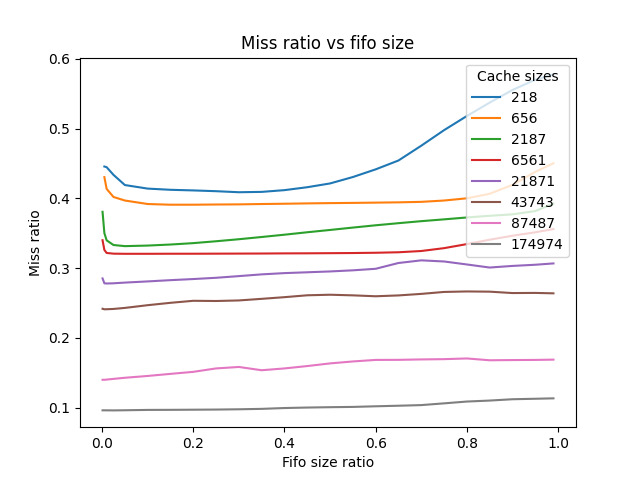 Miss ratio vs fifo size
Miss ratio
0.6
0.5
0.4
0.3
0.2
0.1
Cache sizes
218
656
2187
6561
21871
43743
87487
174974
0.0 0.2 0.4 0.6 0.8 1.0
Fifo size ratio